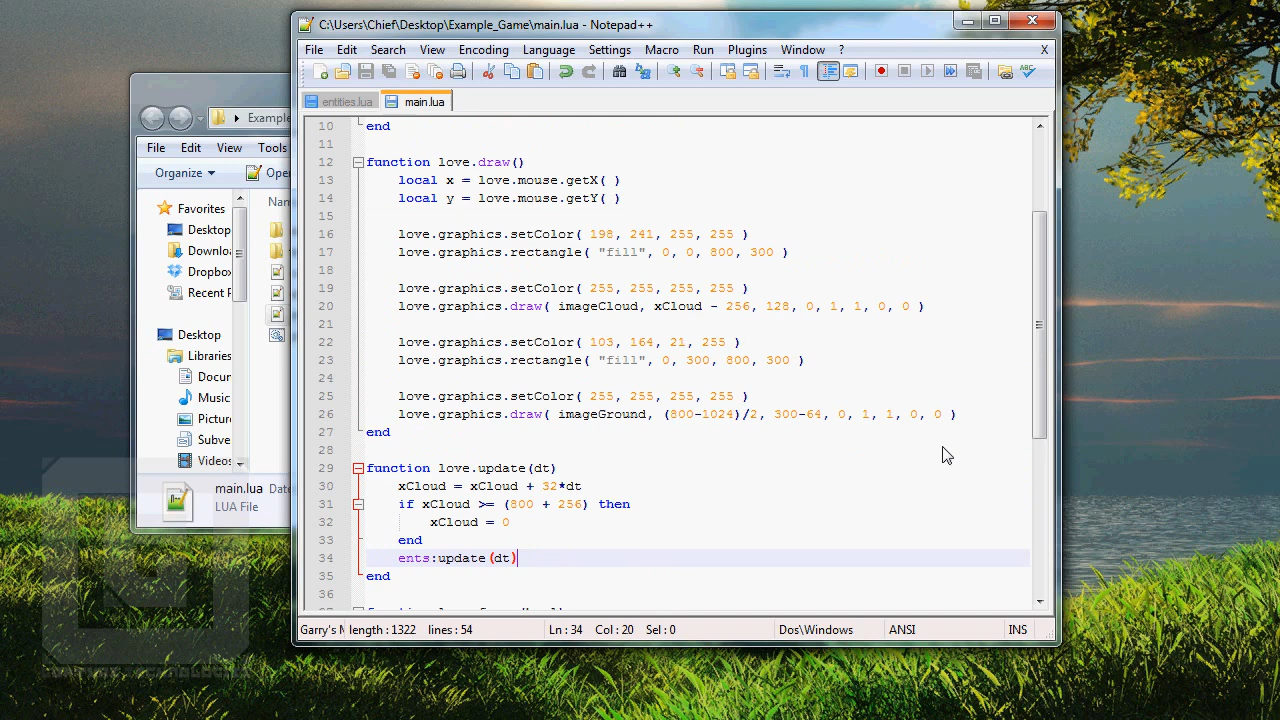 C:\Users\Chief\Desktop\Example_Game\main.lua - Notepad++
File Edit Search View Encoding Language Settings Macro Run Plugins Window ? X
entities.lua main.lua
10 end
11
12 function love.draw()
13 local x = love.mouse.getX( )
14 local y = love.mouse.getY( )
15
16 love.graphics.setColor( 198, 241, 255, 255 )
17 love.graphics.rectangle( "fill", 0, 0, 800, 300 )
18
19 love.graphics.setColor( 255, 255, 255, 255 )
20 love.graphics.draw( imageCloud, xCloud - 256, 128, 0, 1, 1, 0, 0 )
21
22 love.graphics.setColor( 103, 164, 21, 255 )
23 love.graphics.rectangle( "fill", 0, 300, 800, 300 )
24
25 love.graphics.setColor( 255, 255, 255, 255 )
26 love.graphics.draw( imageGround, (800-1024)/2, 300-64, 0, 1, 1, 0, 0 )
27 end
28
29 function love.update(dt)
30 xCloud = xCloud + 32*dt
31 if xCloud >= (800 + 256) then
32 xCloud = 0
33 end
34 ents:update(dt)
35 end
36
Garry's M length : 1322 lines : 54 Ln : 34 Col : 20 Sel : 0 Dos\Windows ANSI INS
Example
File Edit View Tools
Organize Ope
Nam
Favorites
Desktop
Downloa
Dropbox
Recent P
Desktop
Libraries
Docur
Music
Picture
Subve
Videos
main.lua Date
LUA File